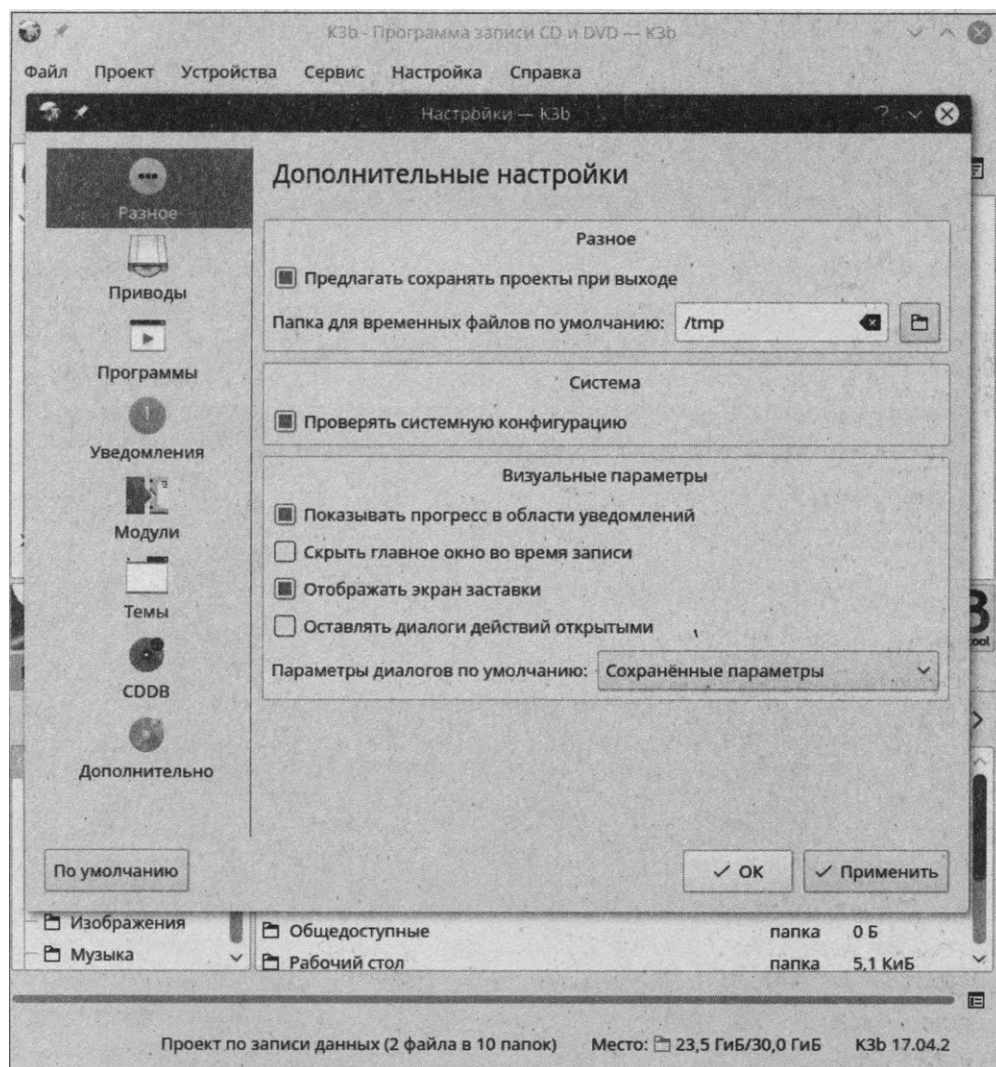 K3b - Программа записи CD и DVD — K3b
Файл Проект Устройства Сервис Настройка Справка
Настройки — K3b
Разное
Приводы
Программы
Уведомления
Модули
Темы
CDDB
Дополнительно
Дополнительные настройки
Разное
Предлагать сохранять проекты при выходе
Папка для временных файлов по умолчанию: /tmp
Система
Проверять системную конфигурацию
Визуальные параметры
Показывать прогресс в области уведомлений
Скрыть главное окно во время записи
Отображать экран заставки
Оставлять диалоги действий открытыми
Параметры диалогов по умолчанию: Сохранённые параметры
По умолчанию
ОК
Применить
Изображения
Музыка
Общедоступные папка 0 Б
Рабочий стол папка 5,1 КиБ
Проект по записи данных (2 файла в 10 папок) Место: 23,5 ГиБ/30,0 ГиБ K3b 17.04.2